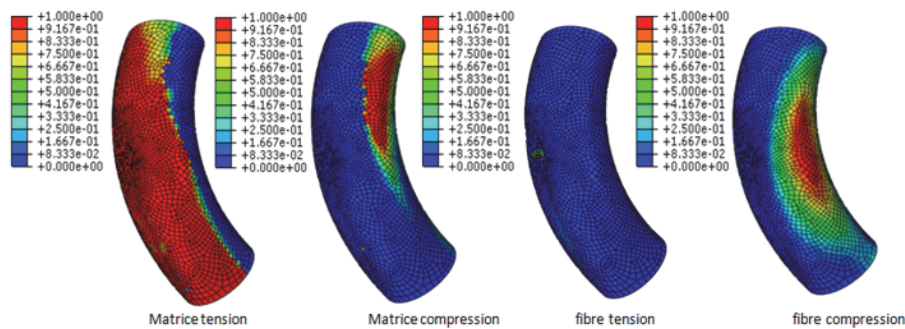 +1.000e+00
+9.167e-01
+8.333e-01
+7.500e-01
+6.667e-01
+5.833e-01
+5.000e-01
+4.167e-01
+3.333e-01
+2.500e-01
+1.667e-01
+8.333e-02
+0.000e+00
+1.000e+00
+9.167e-01
+8.333e-01
+7.500e-01
+6.667e-01
+5.833e-01
+5.000e-01
+4.167e-01
+3.333e-01
+2.500e-01
+1.667e-01
+8.333e-02
+0.000e+00
+1.000e+00
+9.167e-01
+8.333e-01
+7.500e-01
+6.667e-01
+5.833e-01
+5.000e-01
+4.167e-01
+3.333e-01
+2.500e-01
+1.667e-01
+8.333e-02
+0.000e+00
+1.000e+00
+9.167e-01
+8.333e-01
+7.500e-01
+6.667e-01
+5.833e-01
+5.000e-01
+4.167e-01
+3.333e-01
+2.500e-01
+1.667e-01
+8.333e-02
+0.000e+00
Matrice tension
Matrice compression
fibre tension
fibre compression